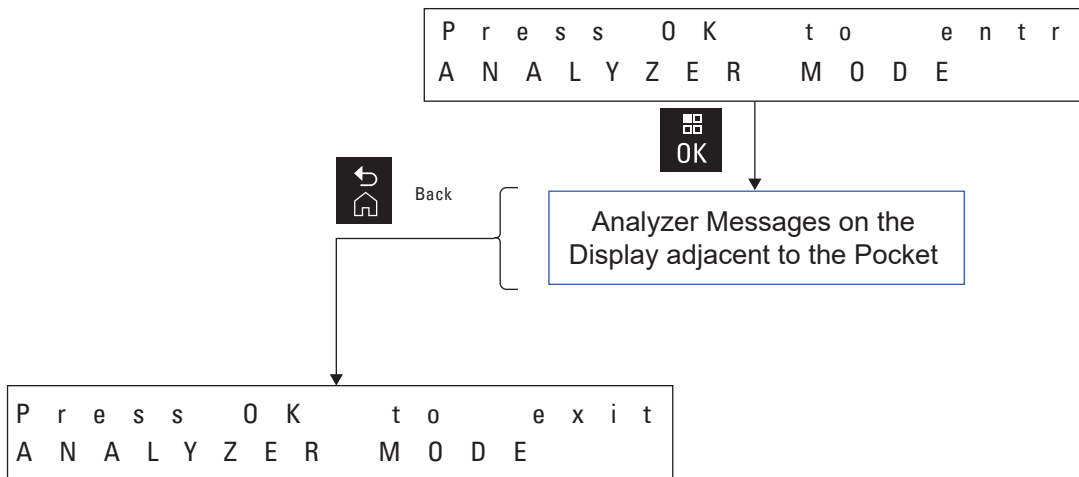 Press OK to entr
ANALYZER MODE
OK
Back
Analyzer Messages on the
Display adjacent to the Pocket
Press OK to exit
ANALYZER MODE